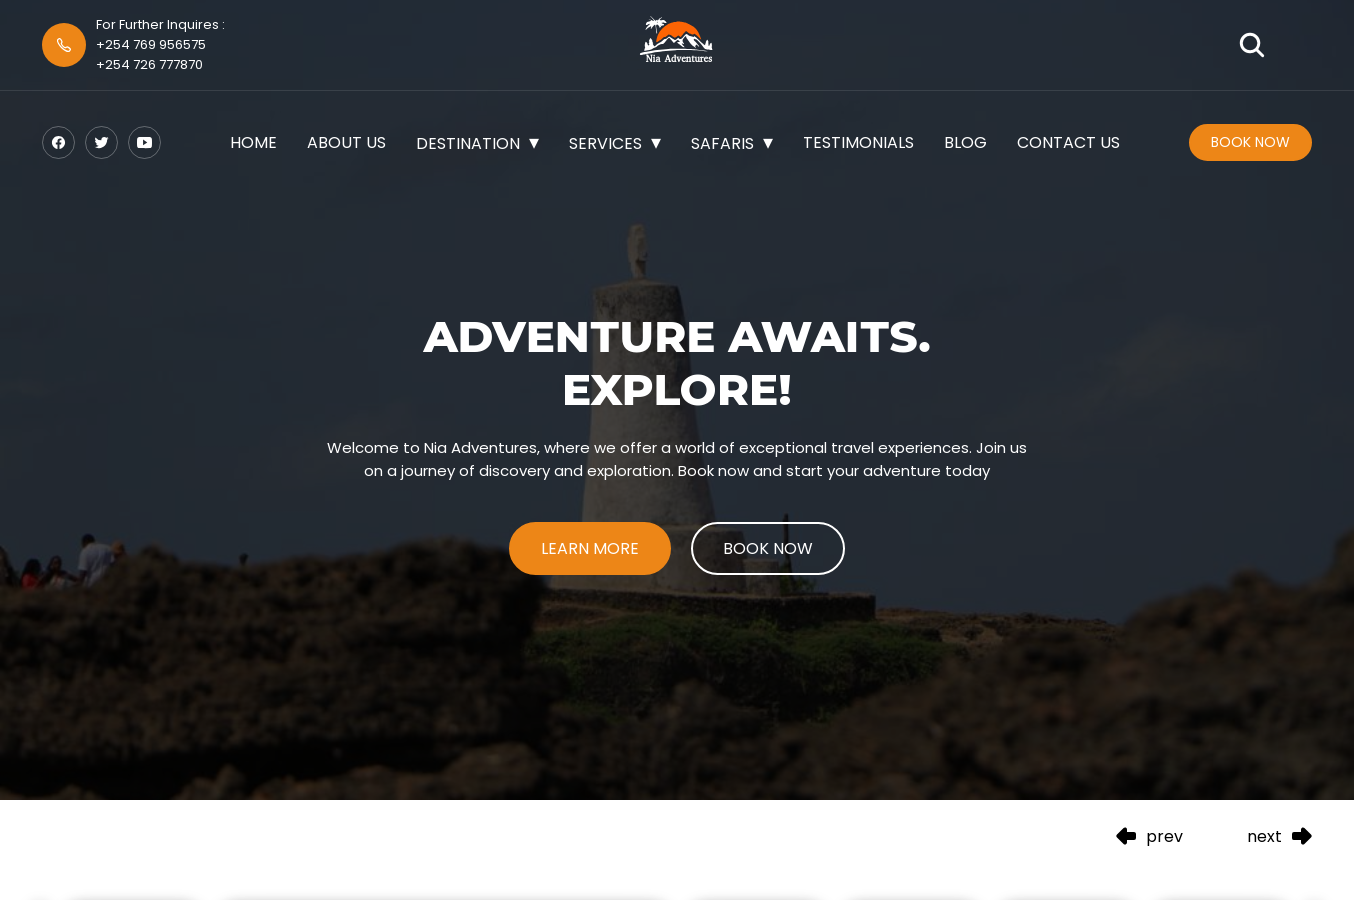 For Further Inquires :
+254 769 956575
+254 726 777870
Nia Adventures
HOME
ABOUT US
DESTINATION ▼
SERVICES ▼
SAFARIS ▼
TESTIMONIALS
BLOG
CONTACT US
BOOK NOW
ADVENTURE AWAITS.
EXPLORE!
Welcome to Nia Adventures, where we offer a world of exceptional travel experiences. Join us
on a journey of discovery and exploration. Book now and start your adventure today
LEARN MORE
BOOK NOW
prev
next